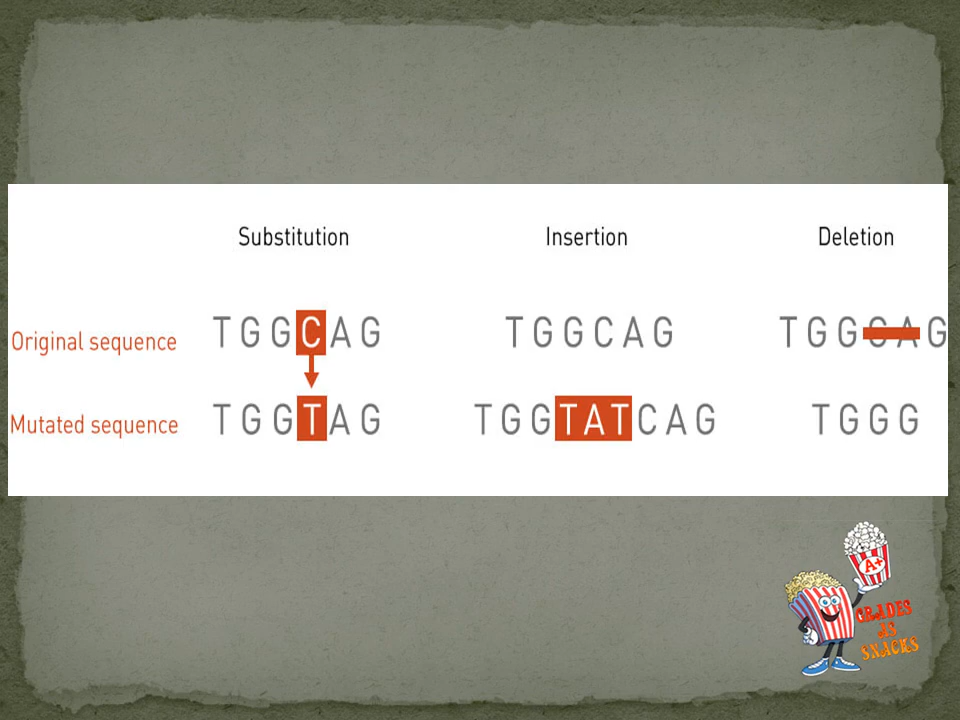 Substitution Insertion Deletion
Original sequence TGGCAG TGGCAG TGGCAG
Mutated sequence TGGTAG TGGTATCAG TGGG
A+
GRADES
AS
SNACKS